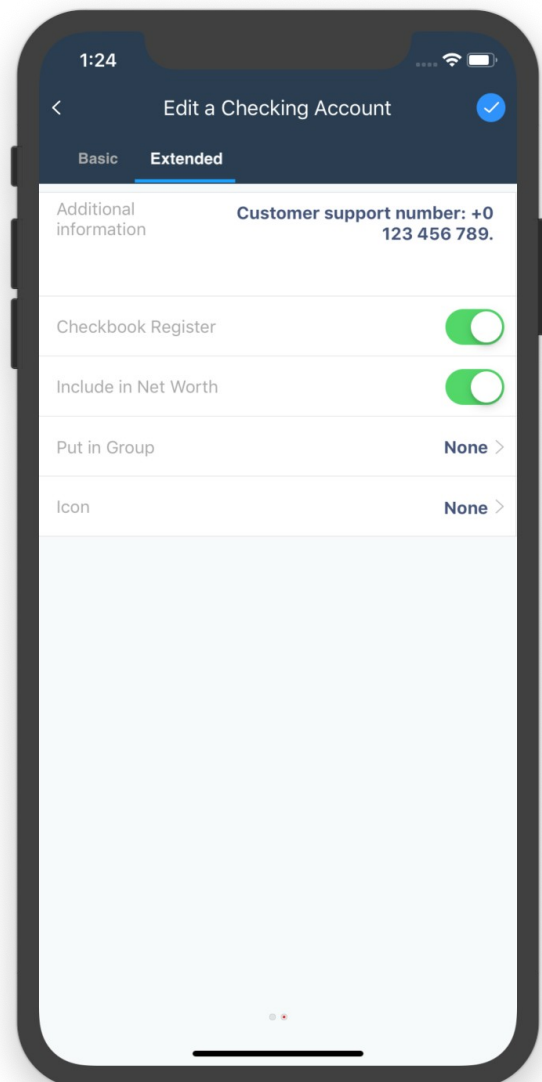 1:24
Edit a Checking Account
Basic Extended
Additional
information
Customer support number: +0
123 456 789.
Checkbook Register
Include in Net Worth
Put in Group None
Icon None